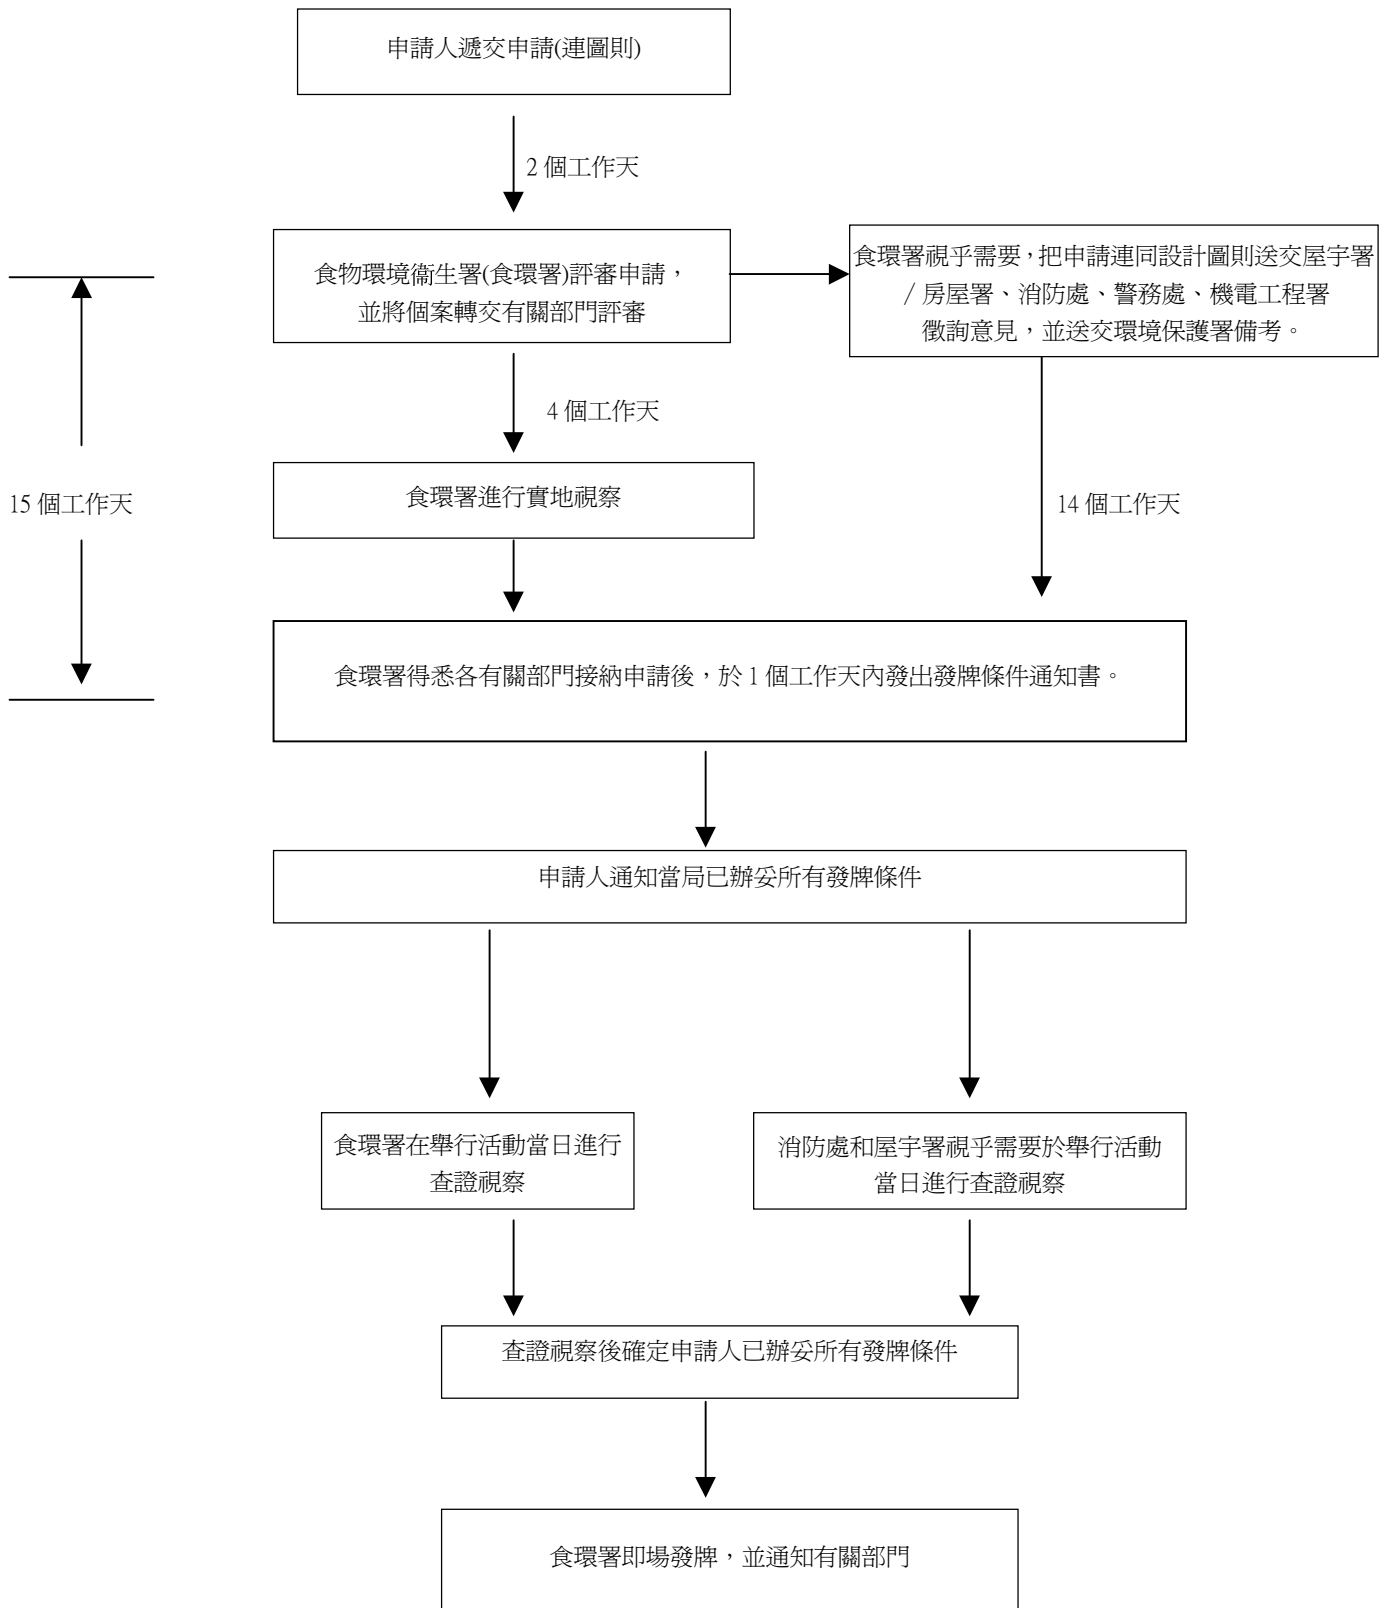 申請人遞交申請(連圖則)
2 個工作天
食物環境衞生署(食環署)評審申請，
並將個案轉交有關部門評審
食環署視乎需要，把申請連同設計圖則送交屋宇署
/ 房屋署、消防處、警務處、機電工程署
徵詢意見，並送交環境保護署備考。
4 個工作天
15 個工作天
食環署進行實地視察
14 個工作天
食環署得悉各有關部門接納申請後，於 1 個工作天內發出發牌條件通知書。
申請人通知當局已辦妥所有發牌條件
食環署在舉行活動當日進行
查證視察
消防處和屋宇署視乎需要於舉行活動
當日進行查證視察
查證視察後確定申請人已辦妥所有發牌條件
食環署即場發牌，並通知有關部門